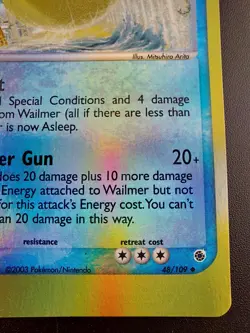 Illus. Mitsuhiro Arita
Special Conditions and 4 damage
om Wailmer (all if there are less than
r is now Asleep.
er Gun 20+
does 20 damage plus 10 more damage
Energy attached to Wailmer but not
for this attack's Energy cost. You can't
an 20 damage in this way.
resistance retreat cost
©2003 Pokémon/Nintendo 48/109